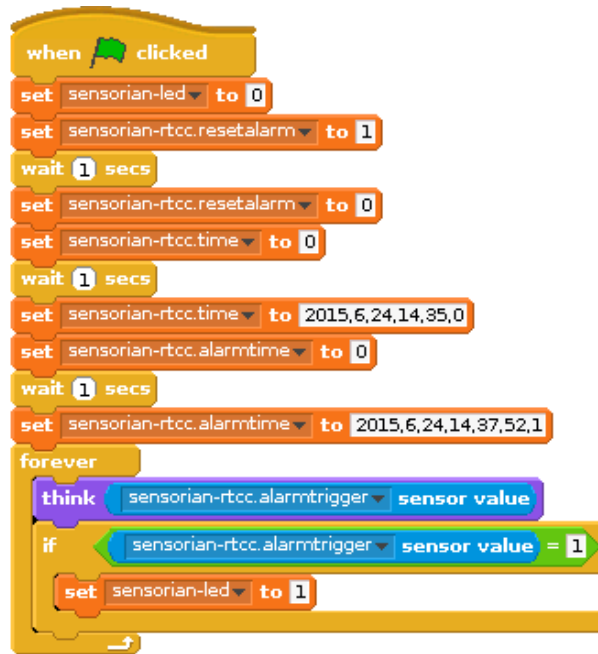 when clicked
set sensorian-led to 0
set sensorian-rtcc.resetalarm to 1
wait 1 secs
set sensorian-rtcc.resetalarm to 0
set sensorian-rtcc.time to 0
wait 1 secs
set sensorian-rtcc.time to 2015,6,24,14,35,0
set sensorian-rtcc.alarmtime to 0
wait 1 secs
set sensorian-rtcc.alarmtime to 2015,6,24,14,37,52,1
forever
think sensorian-rtcc.alarmtrigger sensor value
if sensorian-rtcc.alarmtrigger sensor value = 1
set sensorian-led to 1